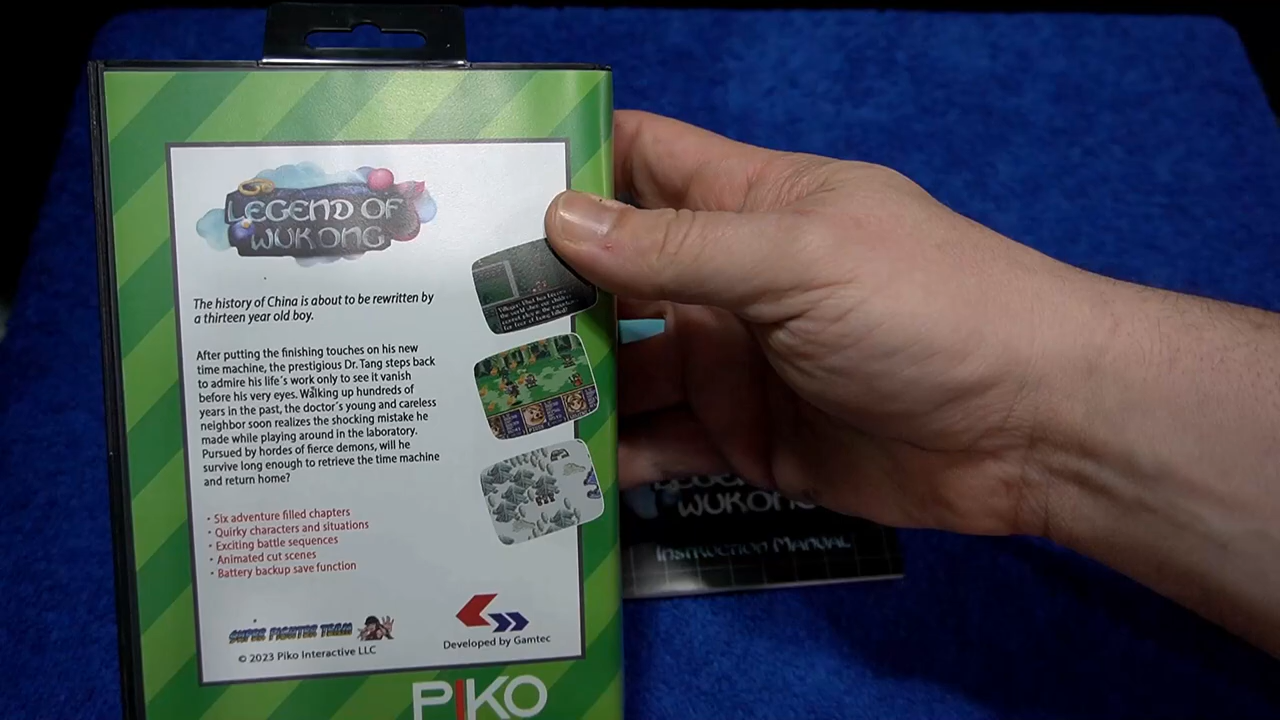 LEGEND OF
WUKONG
The history of China is about to be rewritten by
a thirteen year old boy.
After putting the finishing touches on his new
time machine, the prestigious Dr. Tang steps back
to admire his life´s work only to see it vanish
before his very eyes. Walking up hundreds of
years in the past, the doctor´s young and careless
neighbor soon realizes the shocking mistake he
made while playing around in the laboratory.
Pursued by hordes of fierce demons, will he
survive long enough to retrieve the time machine
and return home?
• Six adventure filled chapters
• Quirky characters and situations
• Exciting battle sequences
• Animated cut scenes
• Battery backup save function
SUPER FIGHTER TEAM
© 2023 Piko Interactive LLC
Developed by Gamtec
PIKO
WUKONG
Instruction Manual